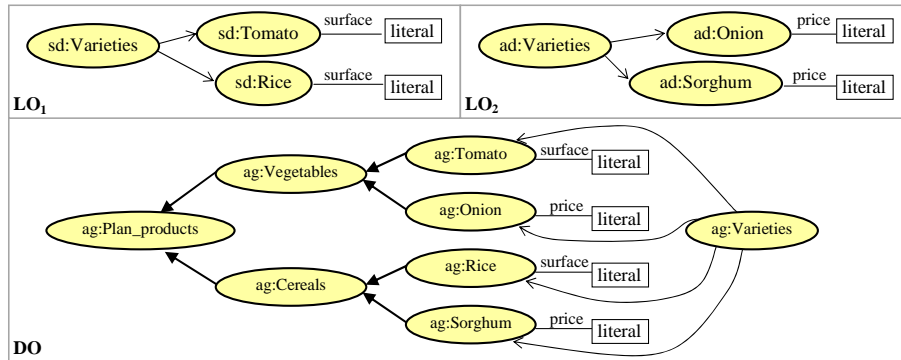 sd:Varieties
sd:Tomato
surface
literal
sd:Rice
surface
literal
LO1
ad:Varieties
ad:Onion
price
literal
ad:Sorghum
price
literal
LO2
ag:Plan_products
ag:Vegetables
ag:Cereals
ag:Tomato
surface
literal
ag:Onion
price
literal
ag:Rice
surface
literal
ag:Sorghum
price
literal
ag:Varieties
DO